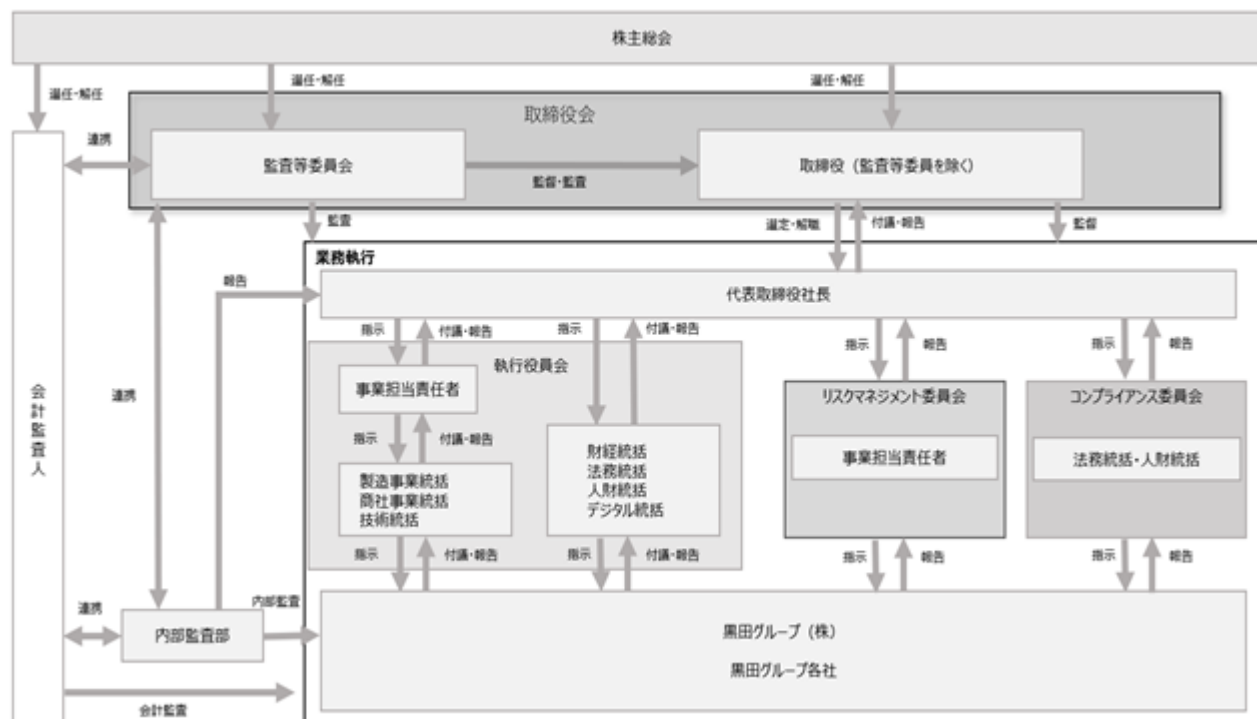 株主総会
選任・解任
選任・解任
選任・解任
取締役会
連携
監査等委員会
監督・監査
取締役（監査等委員を除く）
監査
選定・解職
付議・報告
監督
業務執行
報告
代表取締役社長
指示
付議・報告
指示
付議・報告
指示
報告
指示
報告
執行役員会
事業担当責任者
リスクマネジメント委員会
コンプライアンス委員会
会計監査人
連携
指示
付議・報告
財経統括
法務統括
人財統括
デジタル統括
事業担当責任者
法務統括・人財統括
製造事業統括
商社事業統括
技術統括
指示
付議・報告
指示
付議・報告
指示
報告
指示
報告
連携
内部監査部
内部監査
黒田グループ（株）
黒田グループ各社
会計監査